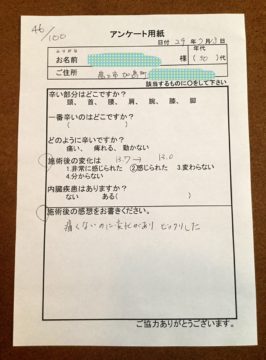 46/100
アンケート用紙
日付 29 年 2月 13日
ふりがな
お名前 様
年代
( 50 ) 代
ご住所
該当するものに〇をして下さい
辛い部分はどこですか?
頭、 首、 腰、 肩、 腕、 膝、 脚
一番辛いのはどこですか?
( )
どのように辛いですか?
痛い、 痺れる、 動かない
施術後の変化は 13.7 → 13.0
1.非常に感じられた ②感じられた 3.変わらない
4.分からない
内臓疾患はありますか?
ない ある( )
施術後の感想をお書きください。
痛くないのに変化があり ビックリした
ご協力ありがとうございます。